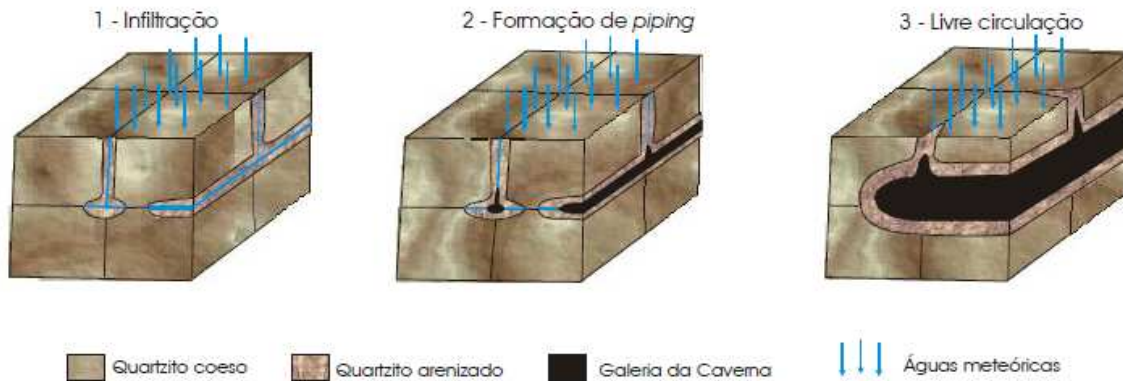 1 - Infiltração
2 - Formação de piping
3 - Livre circulação
Quartzito coeso
Quartzito arenizado
Galeria da Caverna
Águas meteóricas